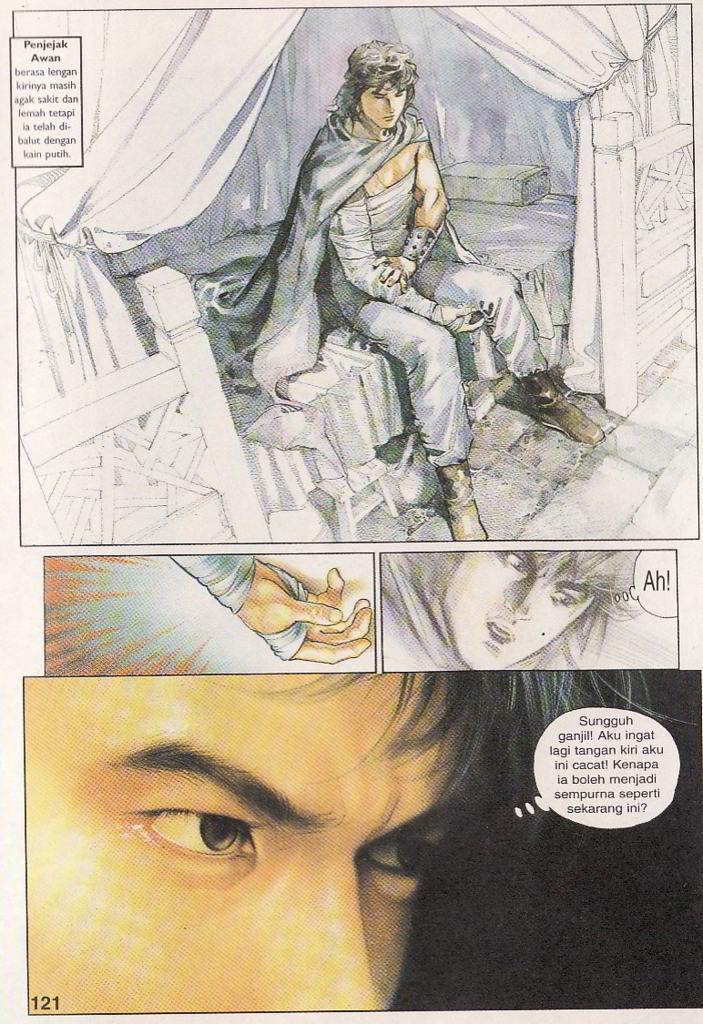 Penjejak
Awan
berasa lengan
kirinya masih
agak sakit dan
lemah tetapi
ia telah di-
balut dengan
kain putih.
Ah!
Sungguh
ganjil! Aku ingat
lagi tangan kiri aku
ini cacat! Kenapa
ia boleh menjadi
sempurna seperti
sekarang ini?
121